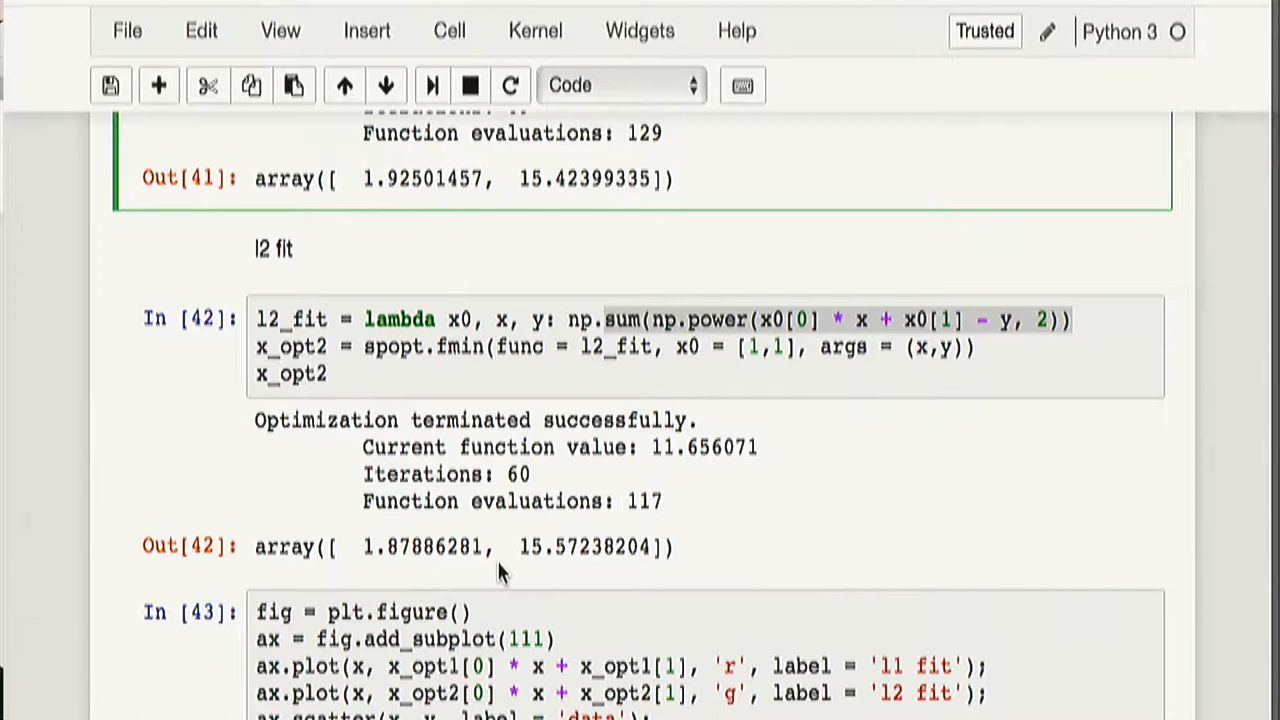 File Edit View Insert Cell Kernel Widgets Help Trusted Python 3
Code
Function evaluations: 129
Out[41]: array([ 1.92501457, 15.42399335])
l2 fit
In [42]: l2_fit = lambda x0, x, y: np.sum(np.power(x0[0] * x + x0[1] - y, 2))
x_opt2 = spopt.fmin(func = l2_fit, x0 = [1,1], args = (x,y))
x_opt2
Optimization terminated successfully.
Current function value: 11.656071
Iterations: 60
Function evaluations: 117
Out[42]: array([ 1.87886281, 15.57238204])
In [43]: fig = plt.figure()
ax = fig.add_subplot(111)
ax.plot(x, x_opt1[0] * x + x_opt1[1], 'r', label = 'l1 fit');
ax.plot(x, x_opt2[0] * x + x_opt2[1], 'g', label = 'l2 fit');
ax.scatter(x, y, label = 'data');